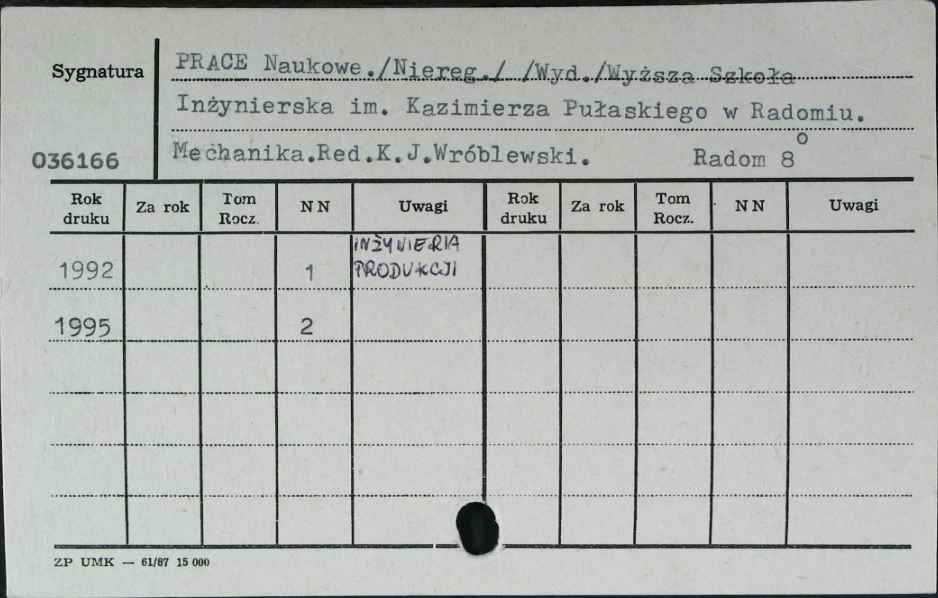 Sygnatura
PRACE Naukowe./Niereg./ /Wyd./Wyższa Szkoła
Inżynierska im. Kazimierza Pułaskiego w Radomiu.
036166
Mechanika.Red.K.J.Wróblewski. Radom 8°
Rok druku Za rok Tom Rocz. NN Uwagi Rok druku Za rok Tom Rocz. NN Uwagi
1992 1 INŻYNIERIA PRODUKCJI
1995 2
ZP UMK — 61/87 15 000